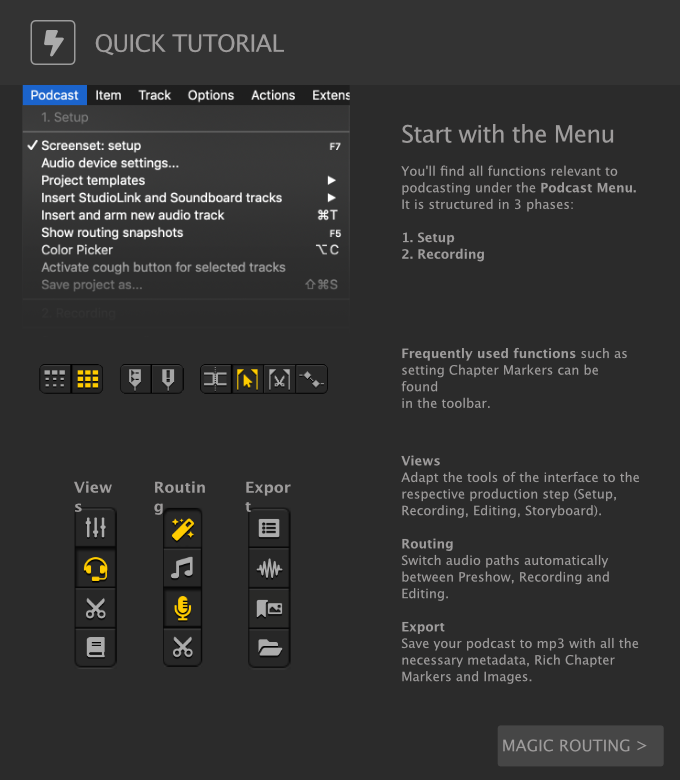 QUICK TUTORIAL
Podcast Item Track Options Actions Extens
1. Setup
✓ Screenset: setup F7
Audio device settings...
Project templates ▶
Insert StudioLink and Soundboard tracks ▶
Insert and arm new audio track ⌘T
Show routing snapshots F5
Color Picker ⌥C
Activate cough button for selected tracks
Save project as... ⇧⌘S
2. Recording
Start with the Menu
You'll find all functions relevant to
podcasting under the Podcast Menu.
It is structured in 3 phases:
1. Setup
2. Recording
Frequently used functions such as
setting Chapter Markers can be
found
in the toolbar.
View
s
Routin
g
Expor
t
Views
Adapt the tools of the interface to the
respective production step (Setup,
Recording, Editing, Storyboard).
Routing
Switch audio paths automatically
between Preshow, Recording and
Editing.
Export
Save your podcast to mp3 with all the
necessary metadata, Rich Chapter
Markers and Images.
MAGIC ROUTING >